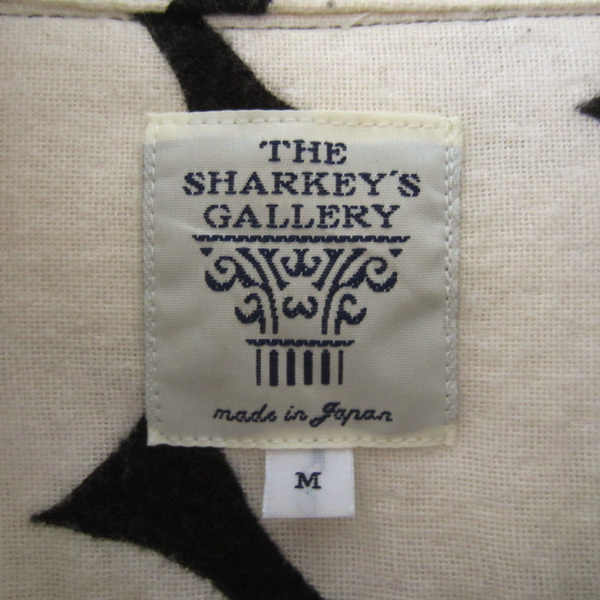 THE
SHARKEY'S
GALLERY
made in Japan
M